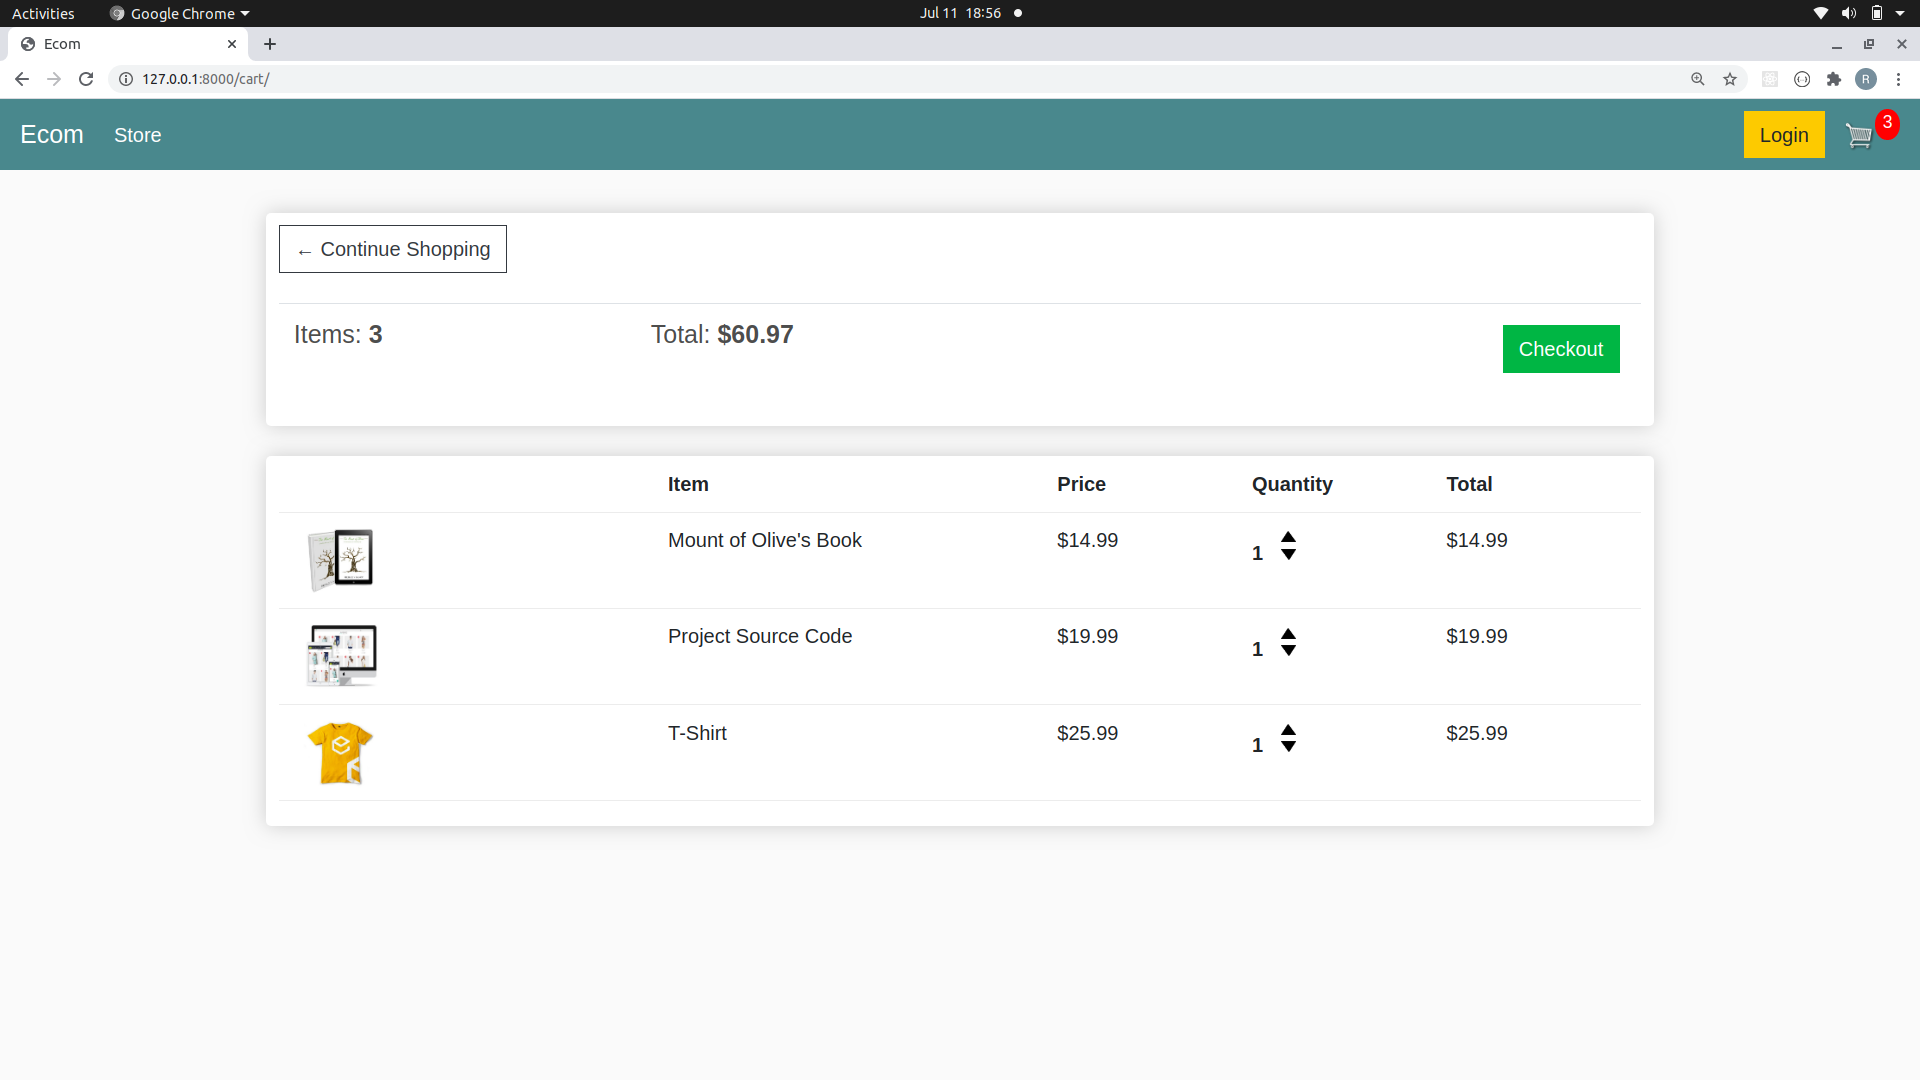 Activities Google Chrome Jul 11 18:56
Ecom
127.0.0.1:8000/cart/ R
Ecom Store Login 3
← Continue Shopping
Items: 3 Total: $60.97 Checkout
Item Price Quantity Total
Mount of Olive's Book $14.99 1 $14.99
Project Source Code $19.99 1 $19.99
T-Shirt $25.99 1 $25.99